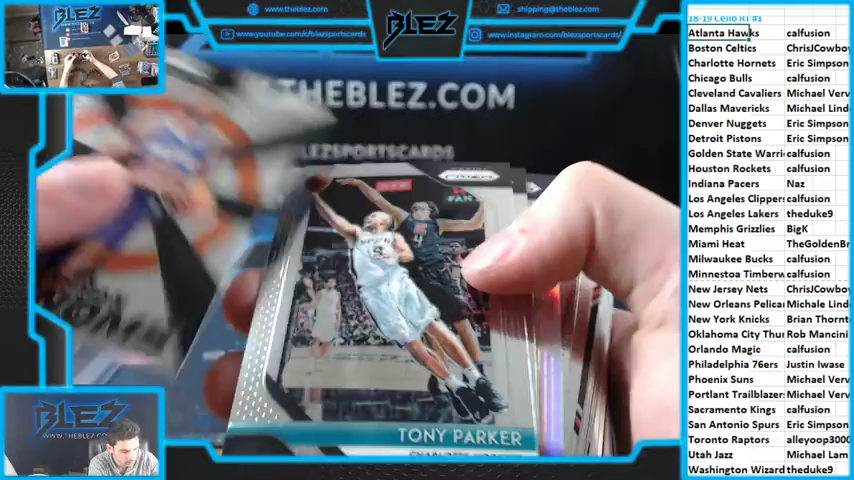 www.theblez.com
BLEZ
shipping@theblez.com
www.youtube.com/c/blezsportscards
www.instagram.com/blezsportscards/
THEBLEZ.COM
BLEZSPORTSCARDS
PRIZM
FAN
SPURS
9
4
TONY PARKER
BLEZ
WWW.THEBLEZ.COM
18-19 Cello RT #1
Atlanta Hawks calfusion
Boston Celtics ChrisJCowboy
Charlotte Hornets Eric Simpson
Chicago Bulls calfusion
Cleveland Cavaliers Michael Verv
Dallas Mavericks Michael Lind
Denver Nuggets Eric Simpson
Detroit Pistons Eric Simpson
Golden State Warri calfusion
Houston Rockets calfusion
Indiana Pacers Naz
Los Angeles Clipper calfusion
Los Angeles Lakers theduke9
Memphis Grizzlies BigK
Miami Heat TheGoldenBr
Milwaukee Bucks calfusion
Minnestoa Timberw calfusion
New Jersey Nets ChrisJCowboy
New Orleans Pelica Michale Lind
New York Knicks Brian Thornt
Oklahoma City Thu Rob Mancini
Orlando Magic calfusion
Philadelphia 76ers Justin Iwase
Phoenix Suns Michael Verv
Portlant Trailblazer Michael Verv
Sacramento Kings calfusion
San Antonio Spurs Eric Simpson
Toronto Raptors alleyoop3000
Utah Jazz Michael Lam
Washington Wizard theduke9